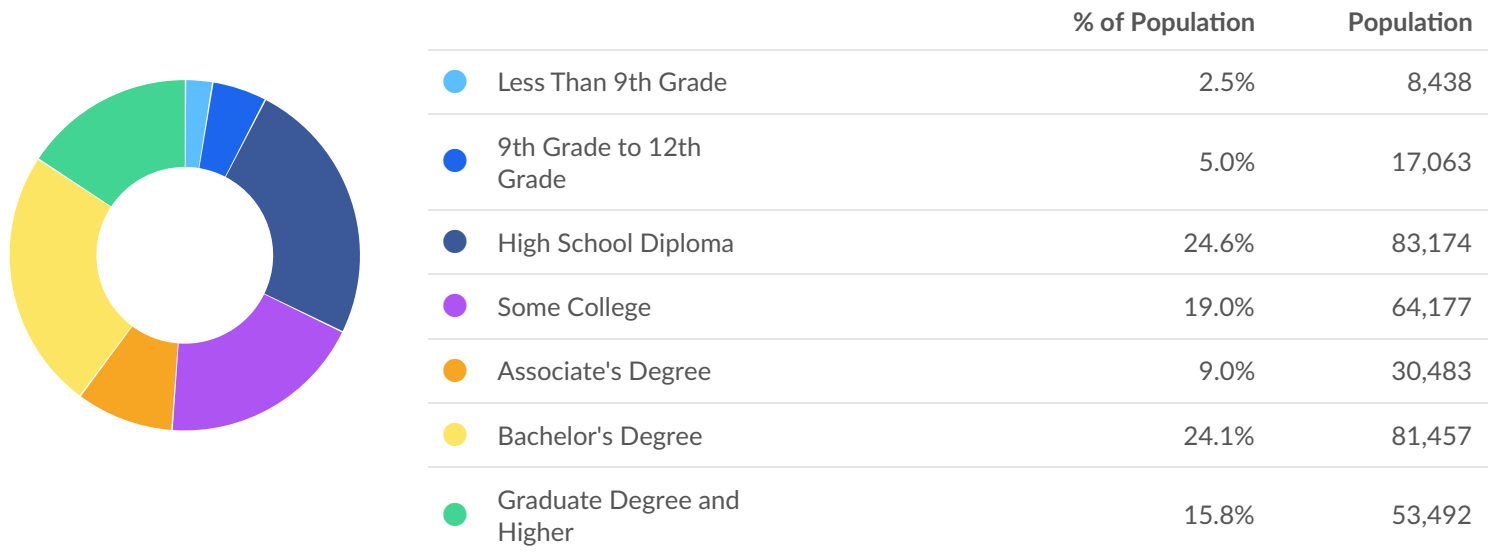 % of Population Population
Less Than 9th Grade 2.5% 8,438
9th Grade to 12th
Grade 5.0% 17,063
High School Diploma 24.6% 83,174
Some College 19.0% 64,177
Associate's Degree 9.0% 30,483
Bachelor's Degree 24.1% 81,457
Graduate Degree and
Higher 15.8% 53,492